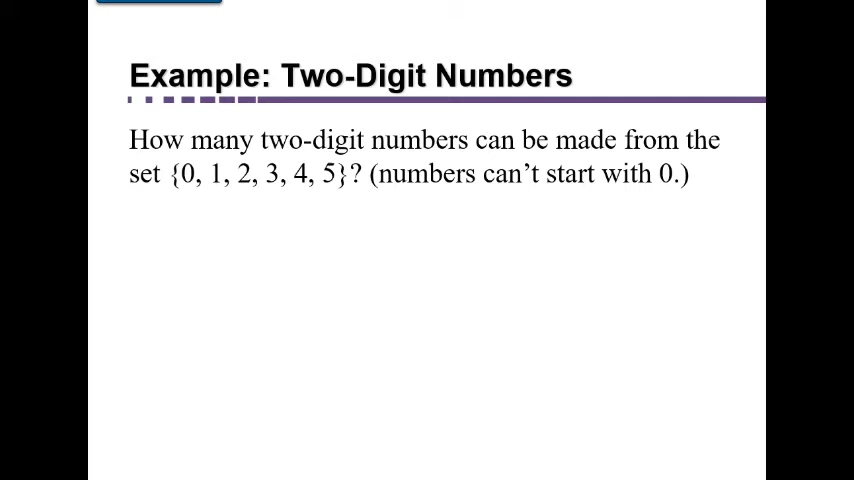 Example: Two-Digit Numbers
How many two-digit numbers can be made from the
set {0, 1, 2, 3, 4, 5}? (numbers can’t start with 0.)